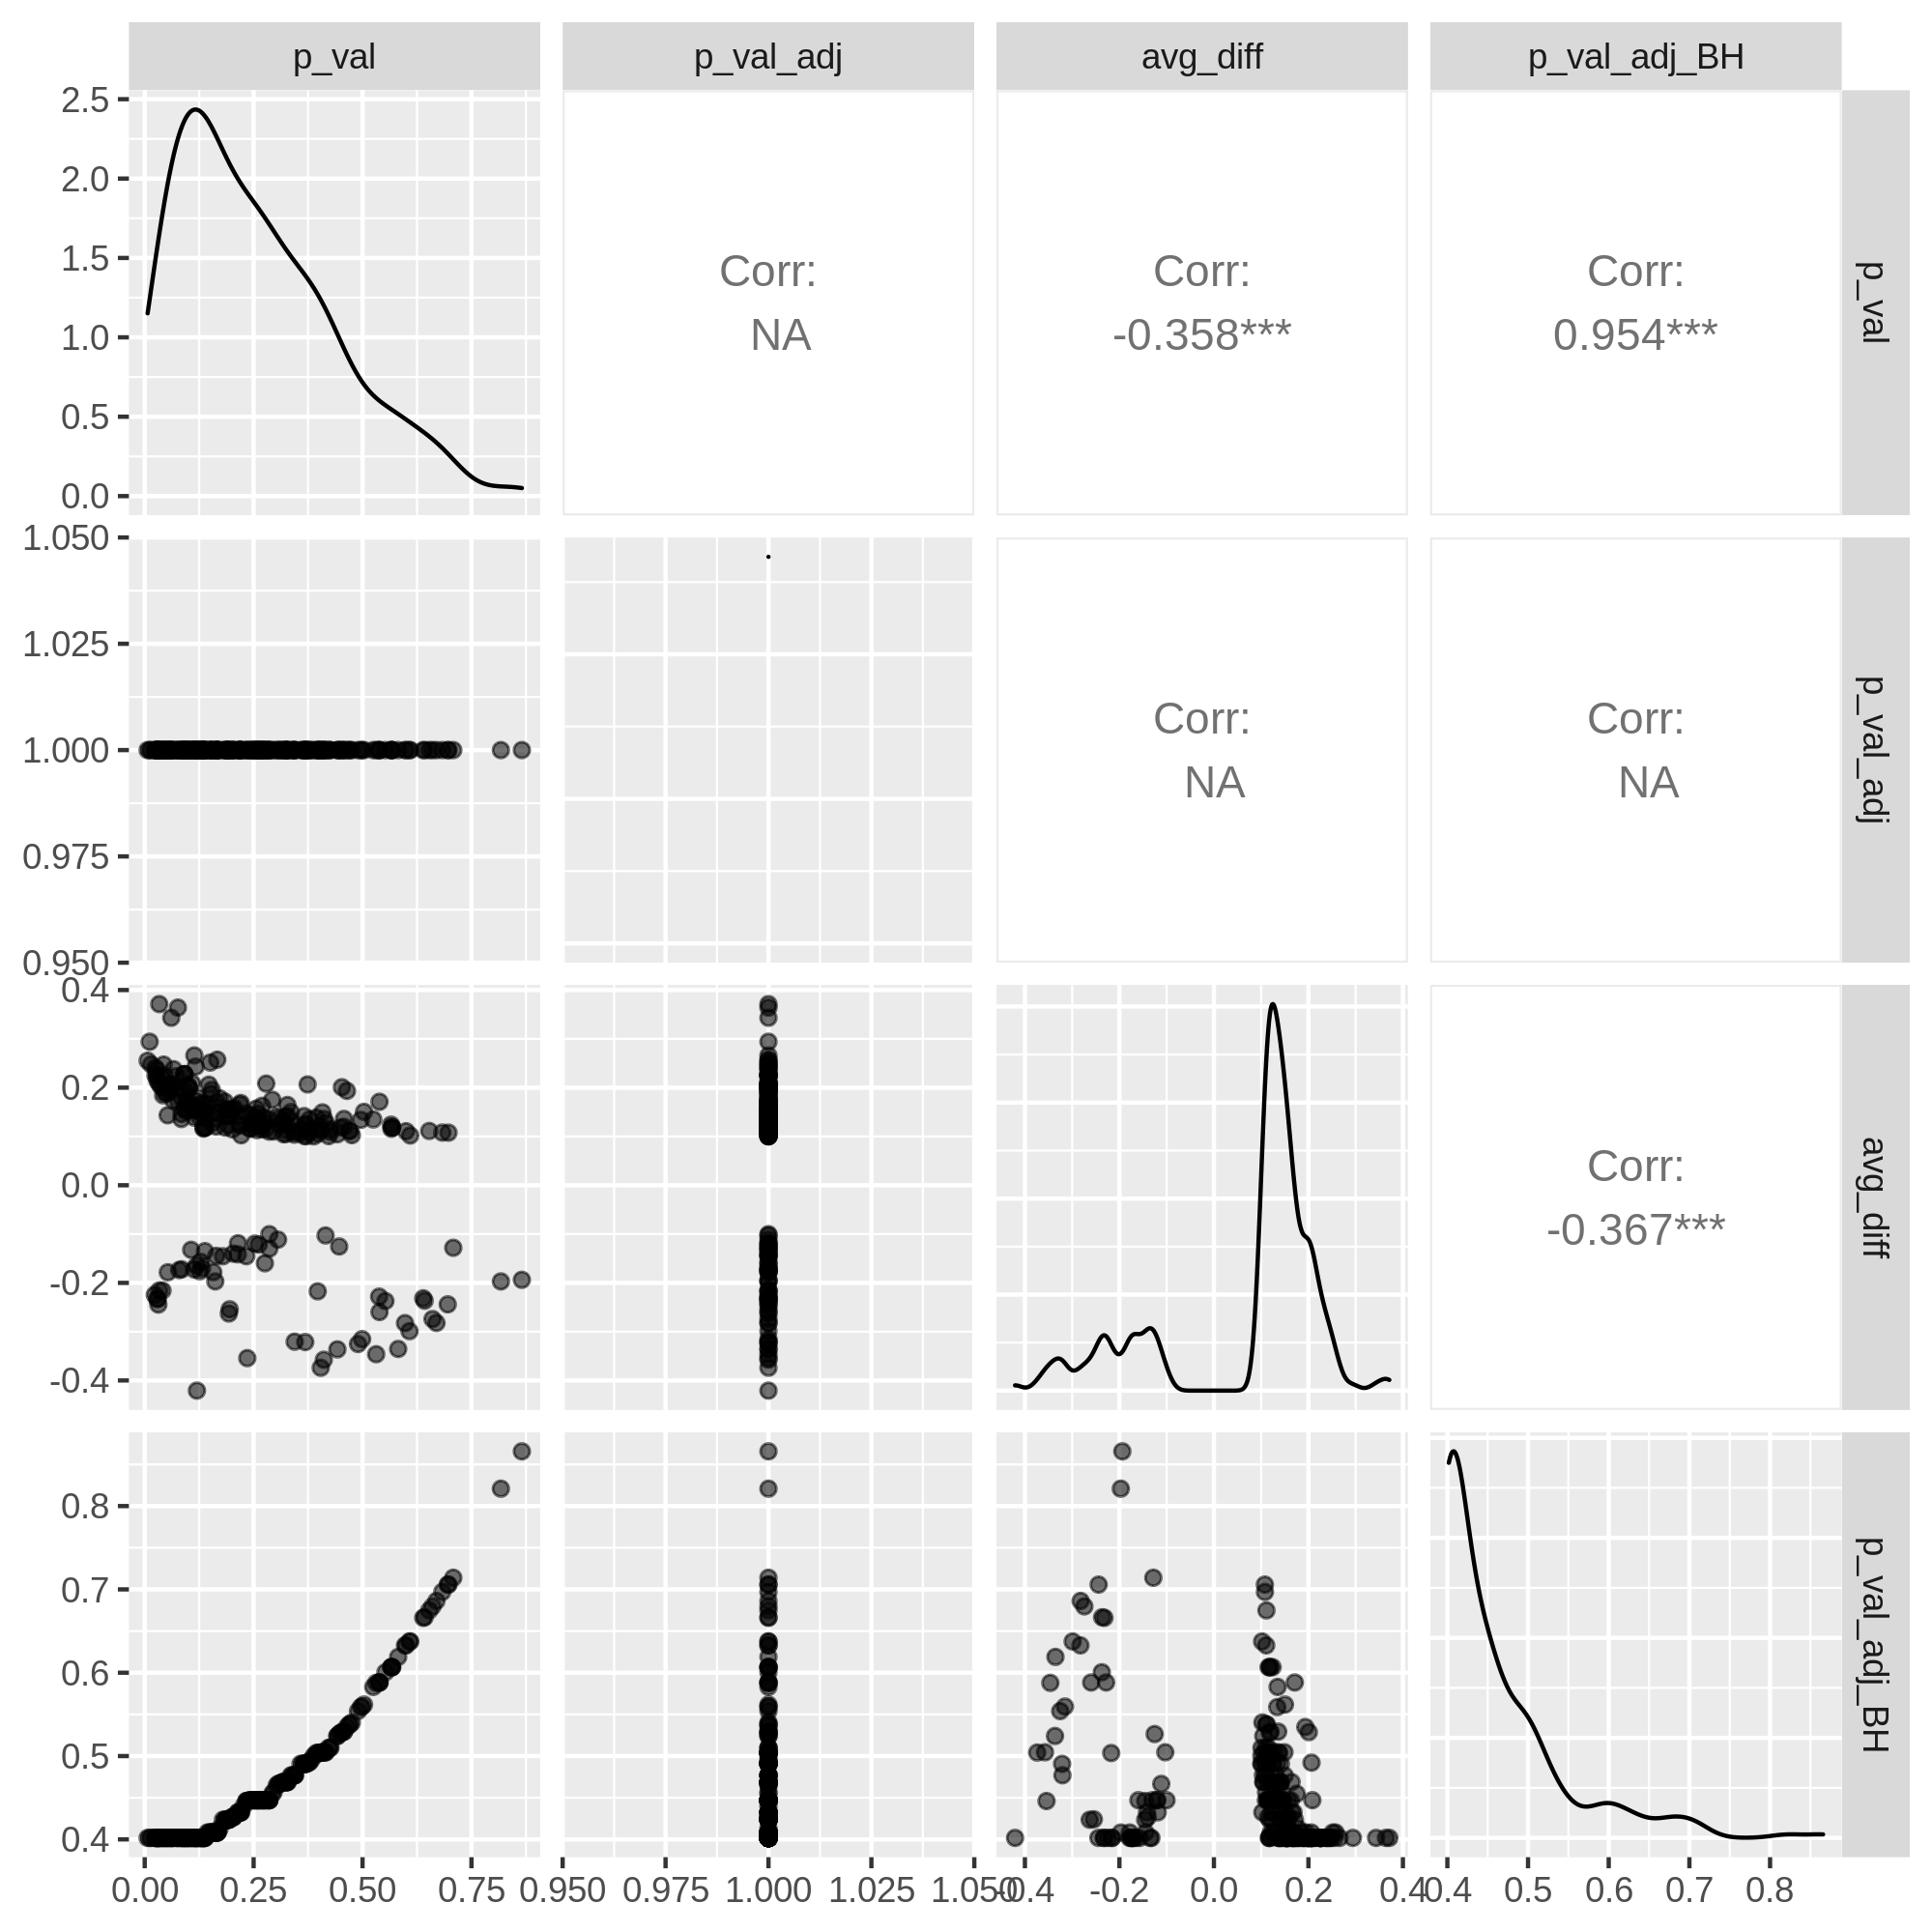 p_val
p_val_adj
avg_diff
p_val_adj_BH
2.5
2.0
1.5
1.0
0.5
0.0
Corr:
NA
Corr:
-0.358***
Corr:
0.954***
p_val
1.050
1.025
1.000
0.975
0.950
Corr:
NA
Corr:
NA
p_val_adj
0.4
0.2
0.0
-0.2
-0.4
Corr:
-0.367***
avg_diff
0.8
0.7
0.6
0.5
0.4
p_val_adj_BH
0.00 0.25 0.50 0.75
0.950 0.975 1.000 1.025 1.050
-0.4 -0.2 0.0 0.2 0.4
0.4 0.5 0.6 0.7 0.8